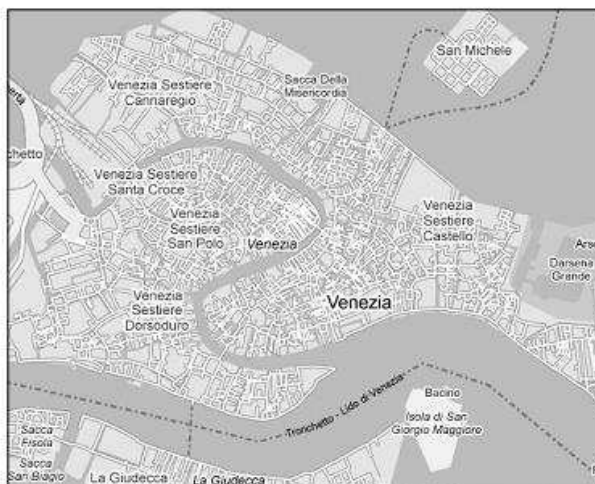 San Michele
Venezia Sestiere
Cannaregio
Sacca Della
Misericordia
chetto
Venezia Sestiere
Santa Croce
Venezia
Sestiere
San Polo
Venezia
Venezia
Sestiere
Castello
Arse
Darsena
Grande
Venezia
Sestiere
Dorsoduro
Venezia
Tronchetto - Lido di Venezia
Bacino
Isola di San
Giorgio Maggiore
Sacca
Fisola
Sacca
San Biagio
La Giudecca
La Giudecca